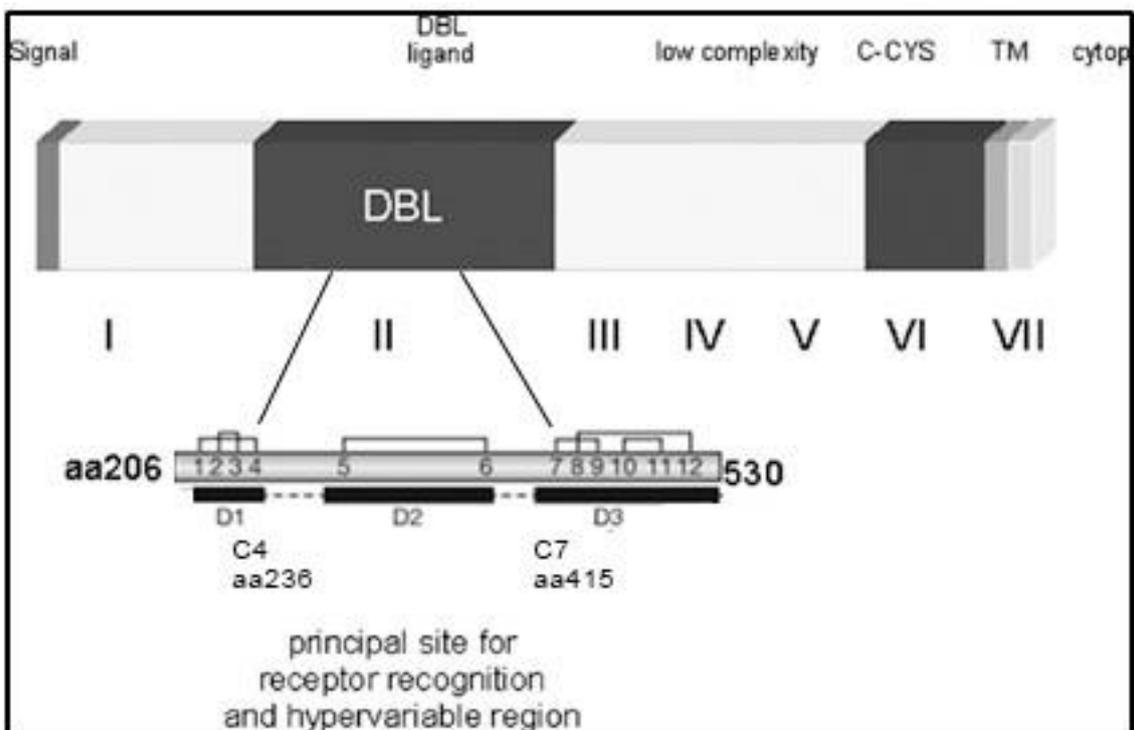 DBL
Signal ligand low complexity C-CYS TM cytop
DBL
I II III IV V VI VII
aa206 1 2 3 4 5 6 7 8 9 10 11 12 530
D1 D2 D3
C4 C7
aa236 aa415
principal site for
receptor recognition
and hypervariable region